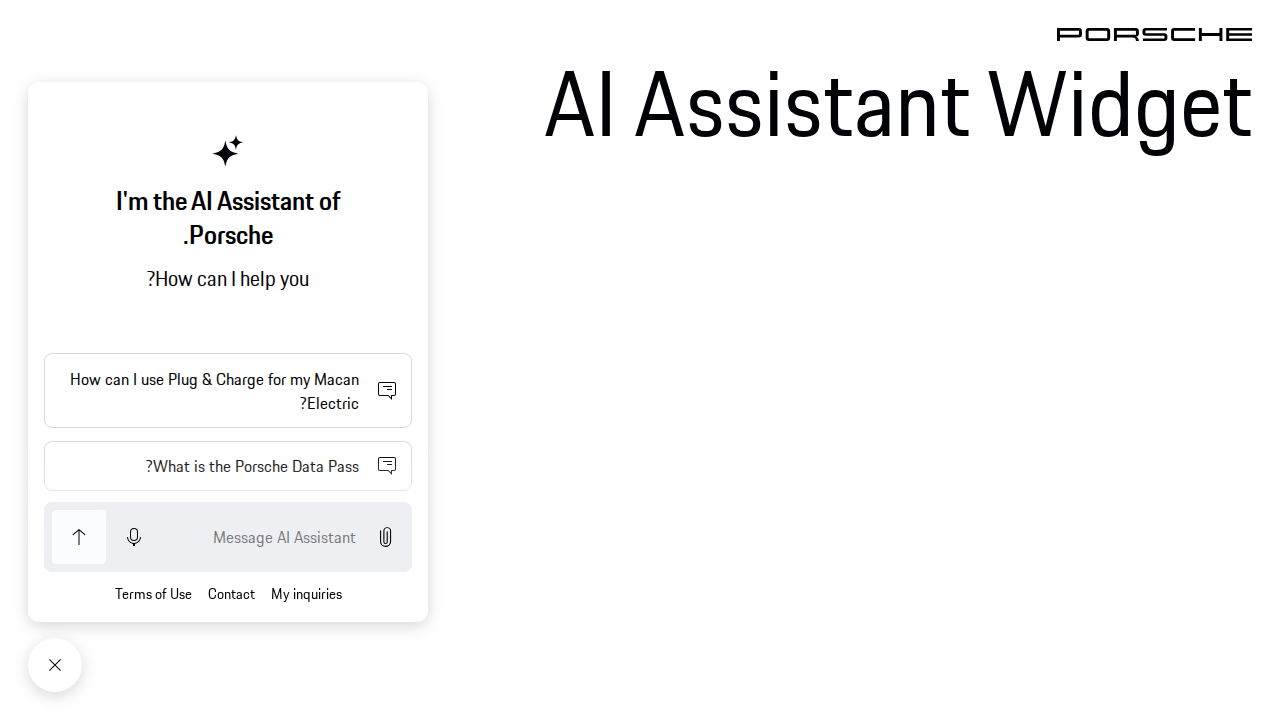 PORSCHE
AI Assistant Widget
I'm the AI Assistant of
.Porsche
?How can I help you
How can I use Plug & Charge for my Macan
?Electric
?What is the Porsche Data Pass
Message AI Assistant
Terms of Use Contact My inquiries